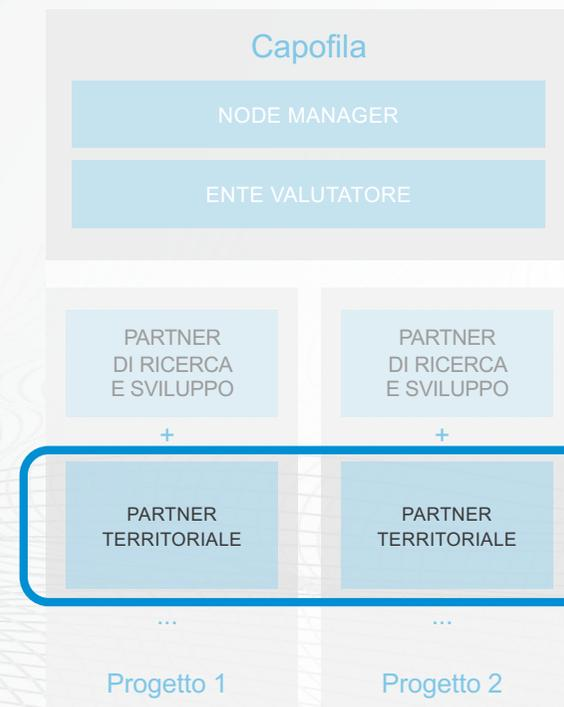 Capofila
NODE MANAGER
ENTE VALUTATORE
PARTNER
DI RICERCA
E SVILUPPO
+
PARTNER
TERRITORIALE
...
Progetto 1
PARTNER
DI RICERCA
E SVILUPPO
+
PARTNER
TERRITORIALE
...
Progetto 2